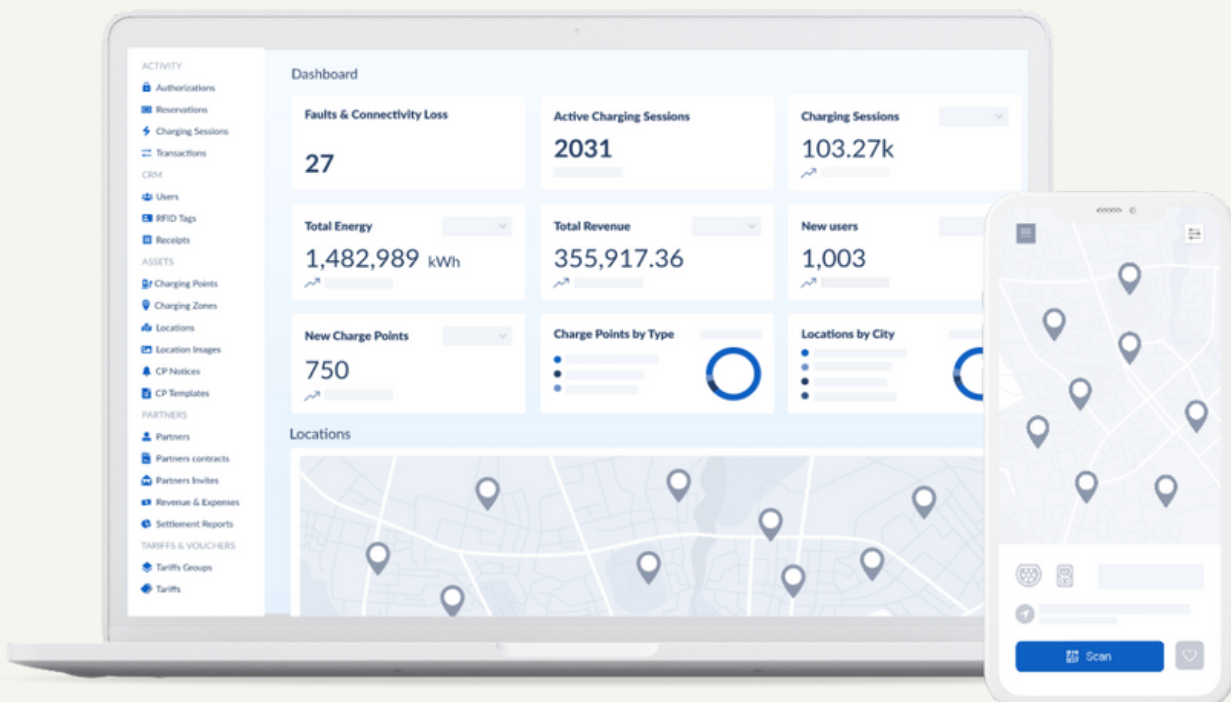 ACTIVITY
Authorizations
Reservations
Charging Sessions
Transactions
CRM
Users
RFID Tags
Receipts
ASSETS
Charging Points
Charging Zones
Locations
Location Images
CP Notices
CP Templates
PARTNERS
Partners
Partners contracts
Partners Invites
Revenue & Expenses
Settlement Reports
TARIFFS & VOUCHERS
Tariffs Groups
Tariffs
Dashboard
Faults & Connectivity Loss
27
Active Charging Sessions
2031
Charging Sessions
103.27k
Total Energy
1,482,989 kWh
Total Revenue
355,917.36
New users
1,003
New Charge Points
750
Charge Points by Type
Locations by City
Locations
Scan